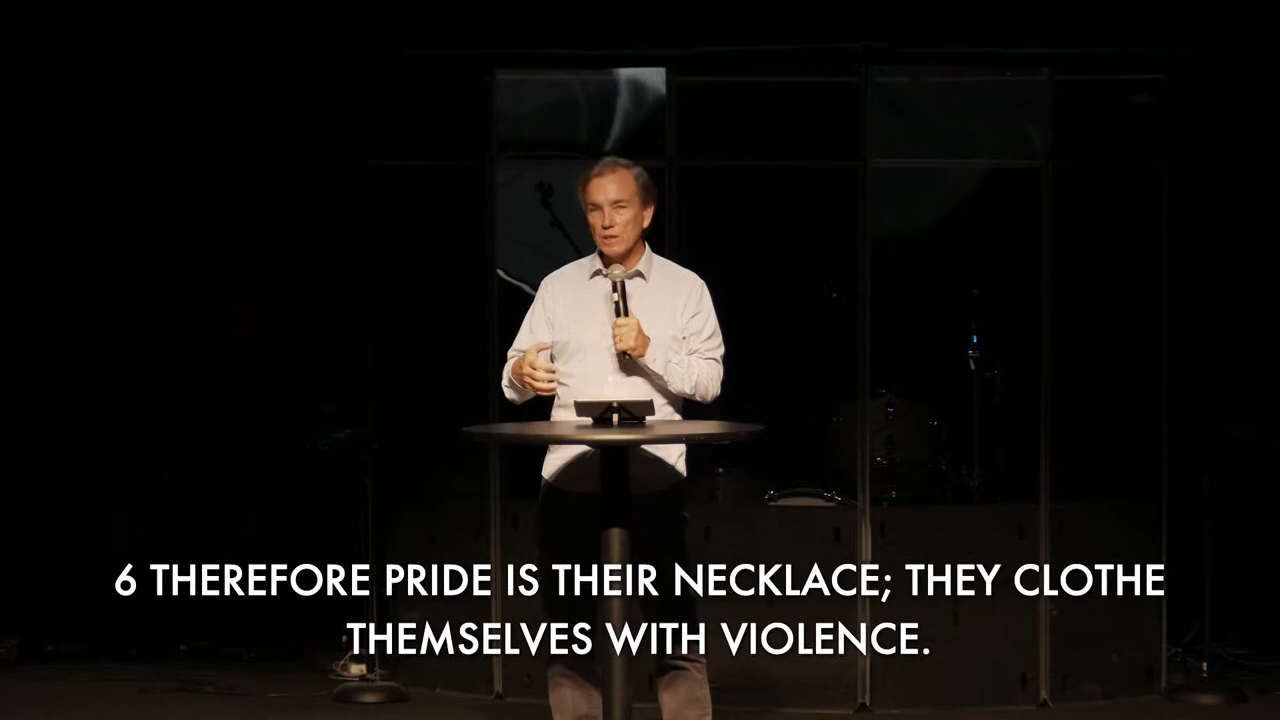 6 THEREFORE PRIDE IS THEIR NECKLACE; THEY CLOTHE
THEMSELVES WITH VIOLENCE.